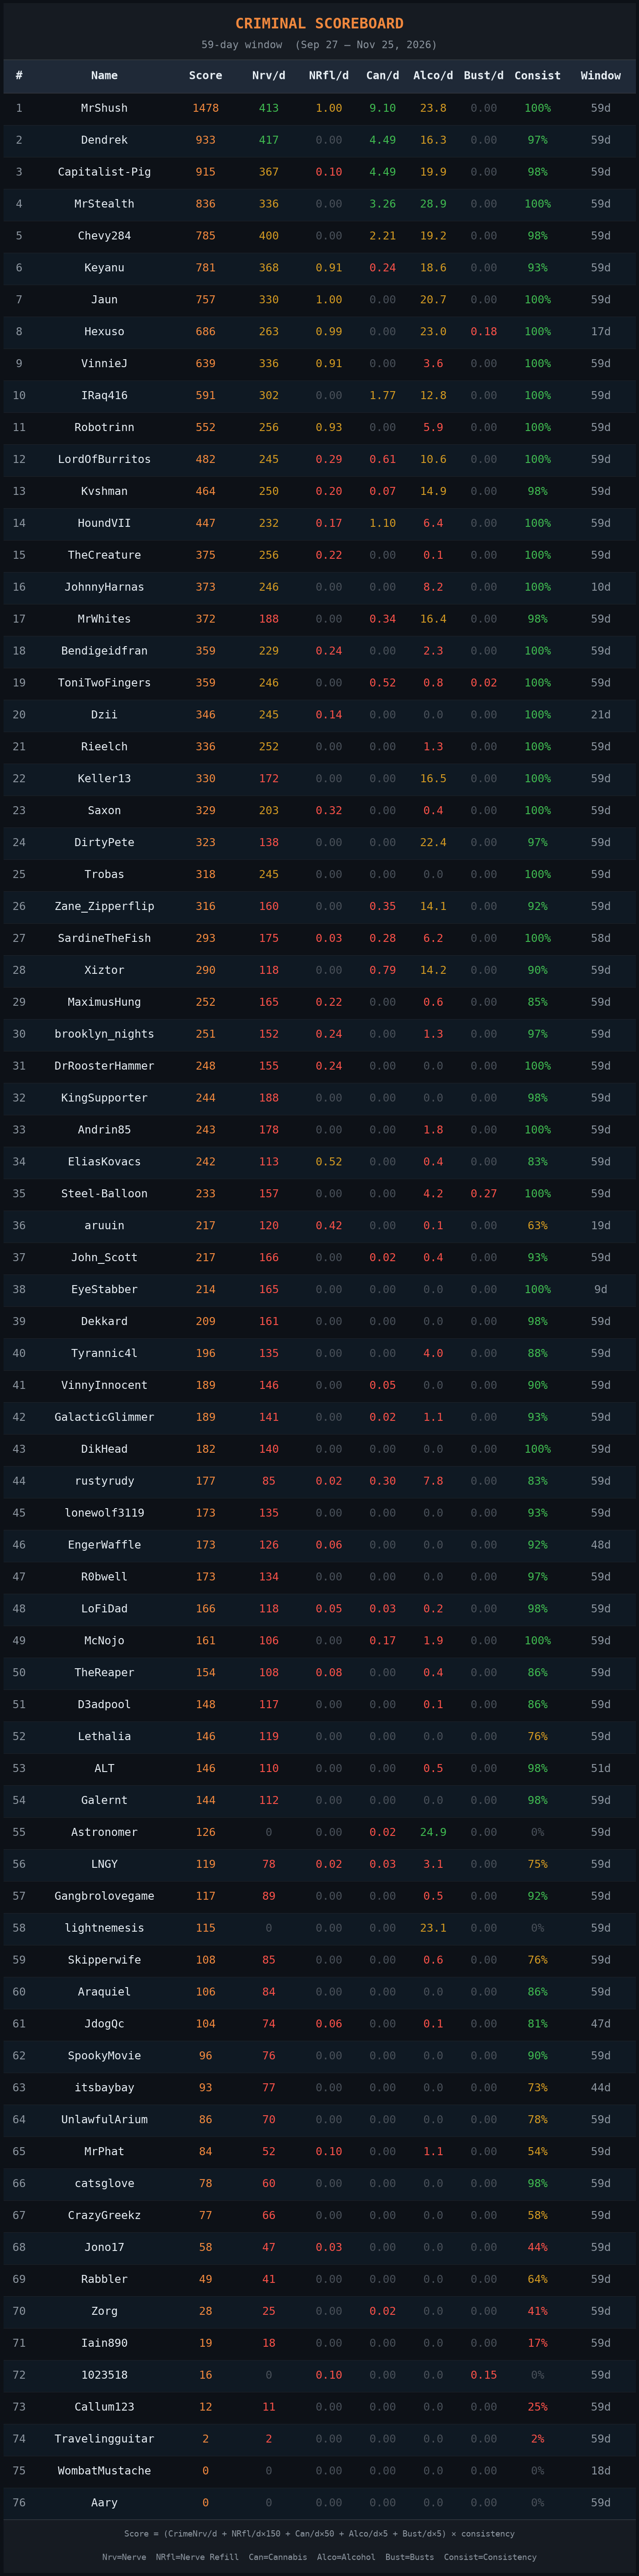 CRIMINAL SCOREBOARD
59-day window (Sep 27 — Nov 25, 2026)
# Name Score Nrv/d NRfl/d Can/d Alco/d Bust/d Consist Window
1 MrShush 1478 413 1.00 9.10 23.8 0.00 100% 59d
2 Dendrek 933 417 0.00 4.49 16.3 0.00 97% 59d
3 Capitalist-Pig 915 367 0.10 4.49 19.9 0.00 98% 59d
4 MrStealth 836 336 0.00 3.26 28.9 0.00 100% 59d
5 Chevy284 785 400 0.00 2.21 19.2 0.00 98% 59d
6 Keyanu 781 368 0.91 0.24 18.6 0.00 93% 59d
7 Jaun 757 330 1.00 0.00 20.7 0.00 100% 59d
8 Hexuso 686 263 0.99 0.00 23.0 0.18 100% 17d
9 VinnieJ 639 336 0.91 0.00 3.6 0.00 100% 59d
10 IRaq416 591 302 0.00 1.77 12.8 0.00 100% 59d
11 Robotrinn 552 256 0.93 0.00 5.9 0.00 100% 59d
12 LordOfBurritos 482 245 0.29 0.61 10.6 0.00 100% 59d
13 Kvshman 464 250 0.20 0.07 14.9 0.00 98% 59d
14 HoundVII 447 232 0.17 1.10 6.4 0.00 100% 59d
15 TheCreature 375 256 0.22 0.00 0.1 0.00 100% 59d
16 JohnnyHarnas 373 246 0.00 0.00 8.2 0.00 100% 10d
17 MrWhites 372 188 0.00 0.34 16.4 0.00 98% 59d
18 Bendigeidfran 359 229 0.24 0.00 2.3 0.00 100% 59d
19 ToniTwoFingers 359 246 0.00 0.52 0.8 0.02 100% 59d
20 Dzii 346 245 0.14 0.00 0.0 0.00 100% 21d
21 Rieelch 336 252 0.00 0.00 1.3 0.00 100% 59d
22 Keller13 330 172 0.00 0.00 16.5 0.00 100% 59d
23 Saxon 329 203 0.32 0.00 0.4 0.00 100% 59d
24 DirtyPete 323 138 0.00 0.00 22.4 0.00 97% 59d
25 Trobas 318 245 0.00 0.00 0.0 0.00 100% 59d
26 Zane_Zipperflip 316 160 0.00 0.35 14.1 0.00 92% 59d
27 SardineTheFish 293 175 0.03 0.28 6.2 0.00 100% 58d
28 Xiztor 290 118 0.00 0.79 14.2 0.00 90% 59d
29 MaximusHung 252 165 0.22 0.00 0.6 0.00 85% 59d
30 brooklyn_nights 251 152 0.24 0.00 1.3 0.00 97% 59d
31 DrRoosterHammer 248 155 0.24 0.00 0.0 0.00 100% 59d
32 KingSupporter 244 188 0.00 0.00 0.0 0.00 98% 59d
33 Andrin85 243 178 0.00 0.00 1.8 0.00 100% 59d
34 EliasKovacs 242 113 0.52 0.00 0.4 0.00 83% 59d
35 Steel-Balloon 233 157 0.00 0.00 4.2 0.27 100% 59d
36 aruuin 217 120 0.42 0.00 0.1 0.00 63% 19d
37 John_Scott 217 166 0.00 0.02 0.4 0.00 93% 59d
38 EyeStabber 214 165 0.00 0.00 0.0 0.00 100% 9d
39 Dekkard 209 161 0.00 0.00 0.0 0.00 98% 59d
40 Tyrannic4l 196 135 0.00 0.00 4.0 0.00 88% 59d
41 VinnyInnocent 189 146 0.00 0.05 0.0 0.00 90% 59d
42 GalacticGlimmer 189 141 0.00 0.02 1.1 0.00 93% 59d
43 DikHead 182 140 0.00 0.00 0.0 0.00 100% 59d
44 rustyrudy 177 85 0.02 0.30 7.8 0.00 83% 59d
45 lonewolf3119 173 135 0.00 0.00 0.0 0.00 93% 59d
46 EngerWaffle 173 126 0.06 0.00 0.0 0.00 92% 48d
47 R0bwell 173 134 0.00 0.00 0.0 0.00 97% 59d
48 LoFiDad 166 118 0.05 0.03 0.2 0.00 98% 59d
49 McNojo 161 106 0.00 0.17 1.9 0.00 100% 59d
50 TheReaper 154 108 0.08 0.00 0.4 0.00 86% 59d
51 D3adpool 148 117 0.00 0.00 0.1 0.00 86% 59d
52 Lethalia 146 119 0.00 0.00 0.0 0.00 76% 59d
53 ALT 146 110 0.00 0.00 0.5 0.00 98% 51d
54 Galernt 144 112 0.00 0.00 0.0 0.00 98% 59d
55 Astronomer 126 0 0.00 0.02 24.9 0.00 0% 59d
56 LNGY 119 78 0.02 0.03 3.1 0.00 75% 59d
57 Gangbrolovegame 117 89 0.00 0.00 0.5 0.00 92% 59d
58 lightnemesis 115 0 0.00 0.00 23.1 0.00 0% 59d
59 Skipperwife 108 85 0.00 0.00 0.6 0.00 76% 59d
60 Araquiel 106 84 0.00 0.00 0.0 0.00 86% 59d
61 JdogQc 104 74 0.06 0.00 0.1 0.00 81% 47d
62 SpookyMovie 96 76 0.00 0.00 0.0 0.00 90% 59d
63 itsbaybay 93 77 0.00 0.00 0.0 0.00 73% 44d
64 UnlawfulArium 86 70 0.00 0.00 0.0 0.00 78% 59d
65 MrPhat 84 52 0.10 0.00 1.1 0.00 54% 59d
66 catsglove 78 60 0.00 0.00 0.0 0.00 98% 59d
67 CrazyGreekz 77 66 0.00 0.00 0.0 0.00 58% 59d
68 Jono17 58 47 0.03 0.00 0.0 0.00 44% 59d
69 Rabbler 49 41 0.00 0.00 0.0 0.00 64% 59d
70 Zorg 28 25 0.00 0.02 0.0 0.00 41% 59d
71 Iain890 19 18 0.00 0.00 0.0 0.00 17% 59d
72 1023518 16 0 0.10 0.00 0.0 0.15 0% 59d
73 Callum123 12 11 0.00 0.00 0.0 0.00 25% 59d
74 Travelingguitar 2 2 0.00 0.00 0.0 0.00 2% 59d
75 WombatMustache 0 0 0.00 0.00 0.0 0.00 0% 18d
76 Aary 0 0 0.00 0.00 0.0 0.00 0% 59d
Score = (CrimeNrv/d + NRfl/d×150 + Can/d×50 + Alco/d×5 + Bust/d×5) × consistency
Nrv=Nerve NRfl=Nerve Refill Can=Cannabis Alco=Alcohol Bust=Busts Consist=Consistency